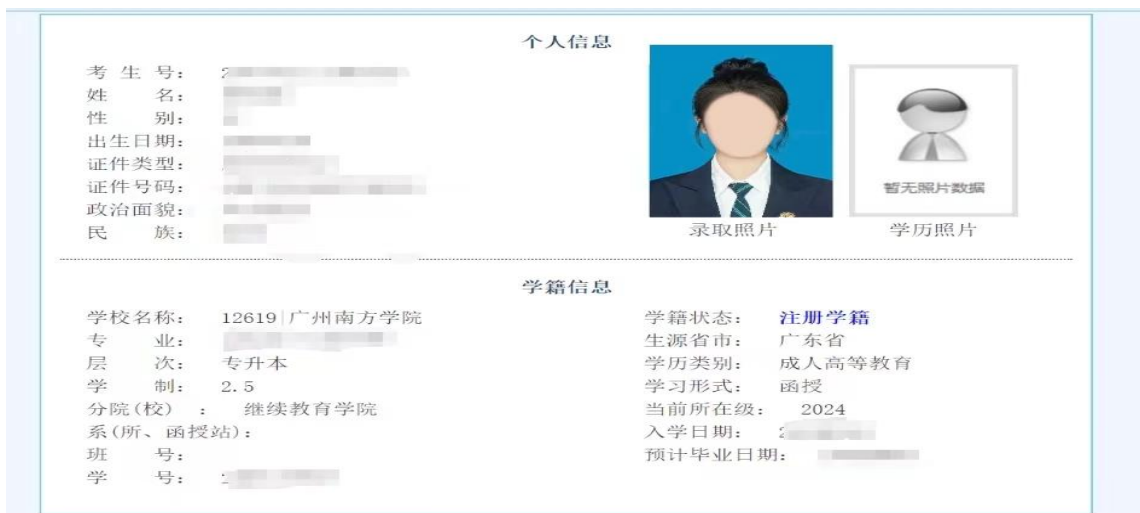 个人信息
考 生 号：
姓 名：
性 别：
出生日期：
证件类型：
证件号码：
政治面貌：
民 族：
暂无照片数据
录取照片 学历照片
学籍信息
学校名称： 12619|广州南方学院 学籍状态： 注册学籍
专 业： 生源省市： 广东省
层 次： 专升本 学历类别： 成人高等教育
学 制： 2.5 学习形式： 函授
分院(校) ： 继续教育学院 当前所在级： 2024
系(所、函授站)： 入学日期：
班 号： 预计毕业日期：
学 号：